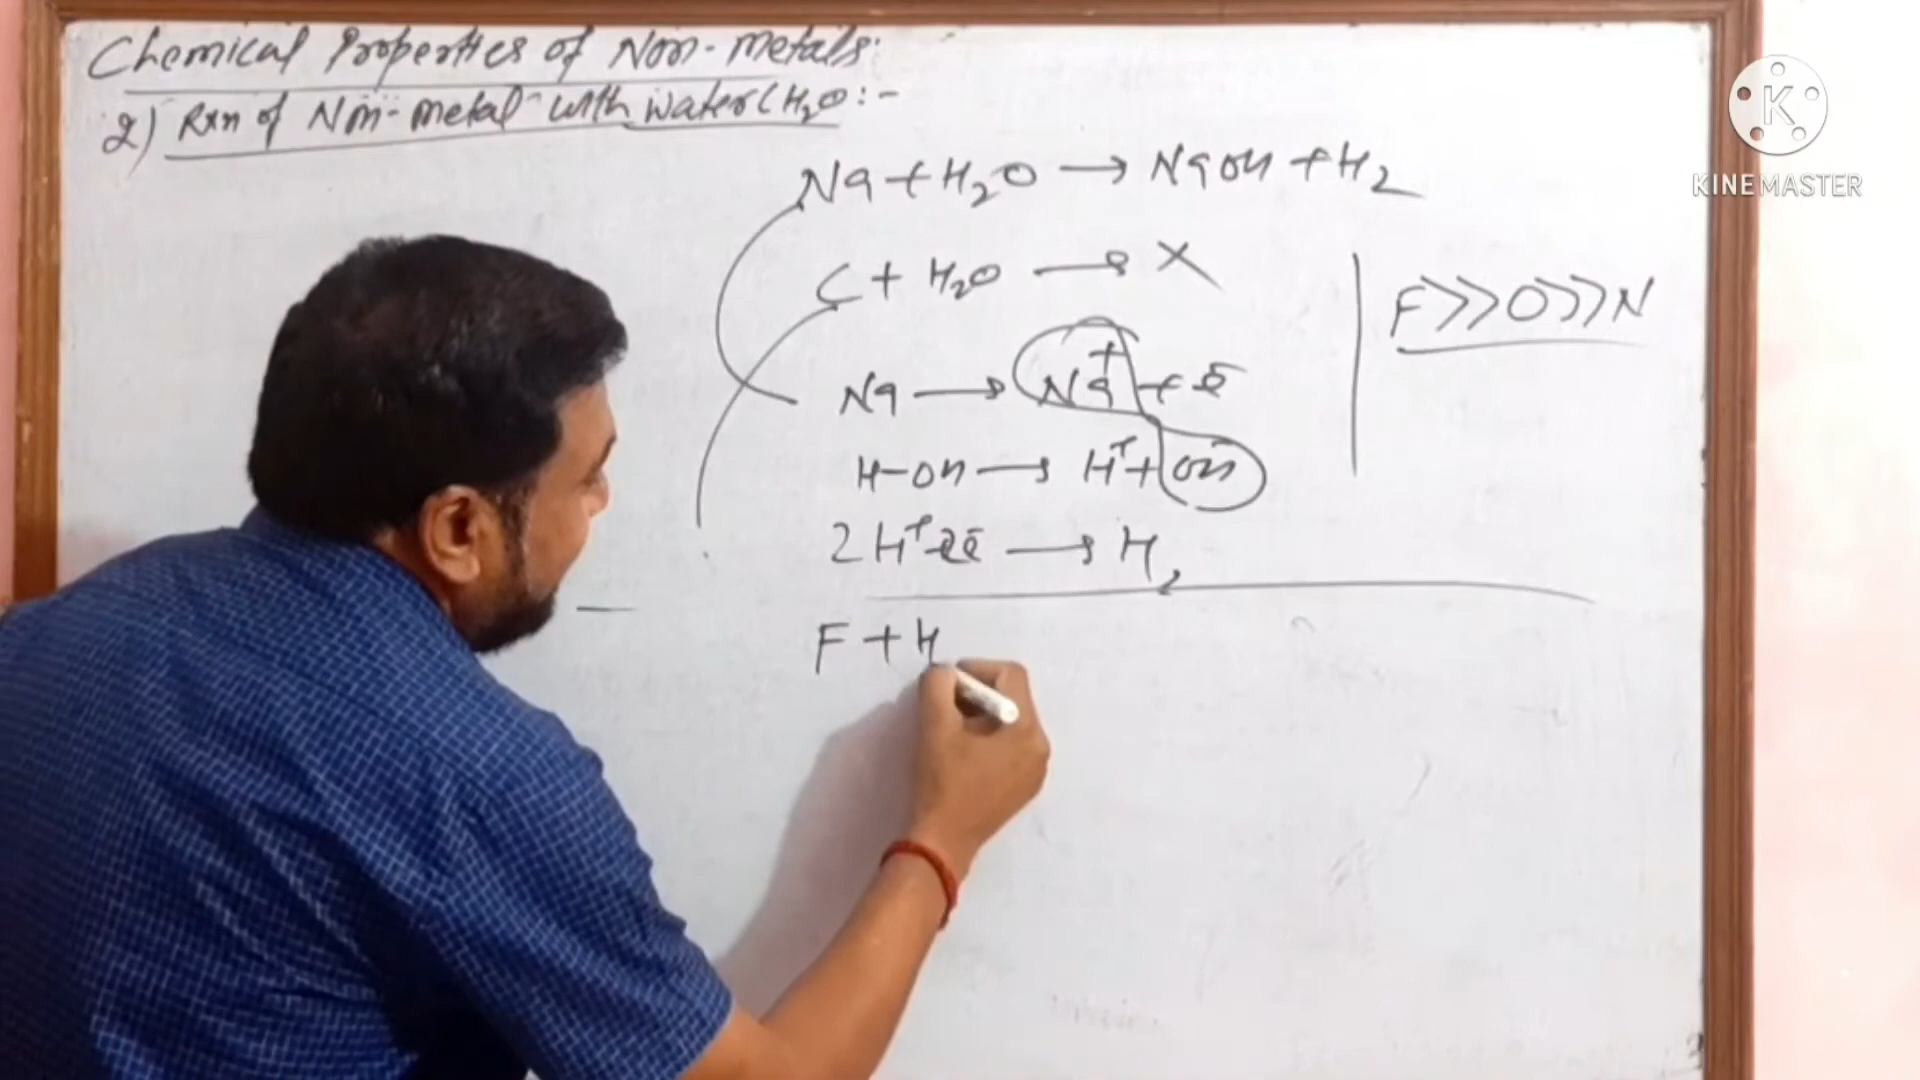 Chemical Properties of Non-Metals:
2) Rxn of Non-metal with water (H₂O:-
Na + H₂O → NaOH + H₂
C + H₂O → X
F >>> O >>> N
Na → Na⁺ + e⁻
H-OH → H⁺ + OH⁻
2H⁺ 2e⁻ → H₂
F + H
K
KINEMASTER